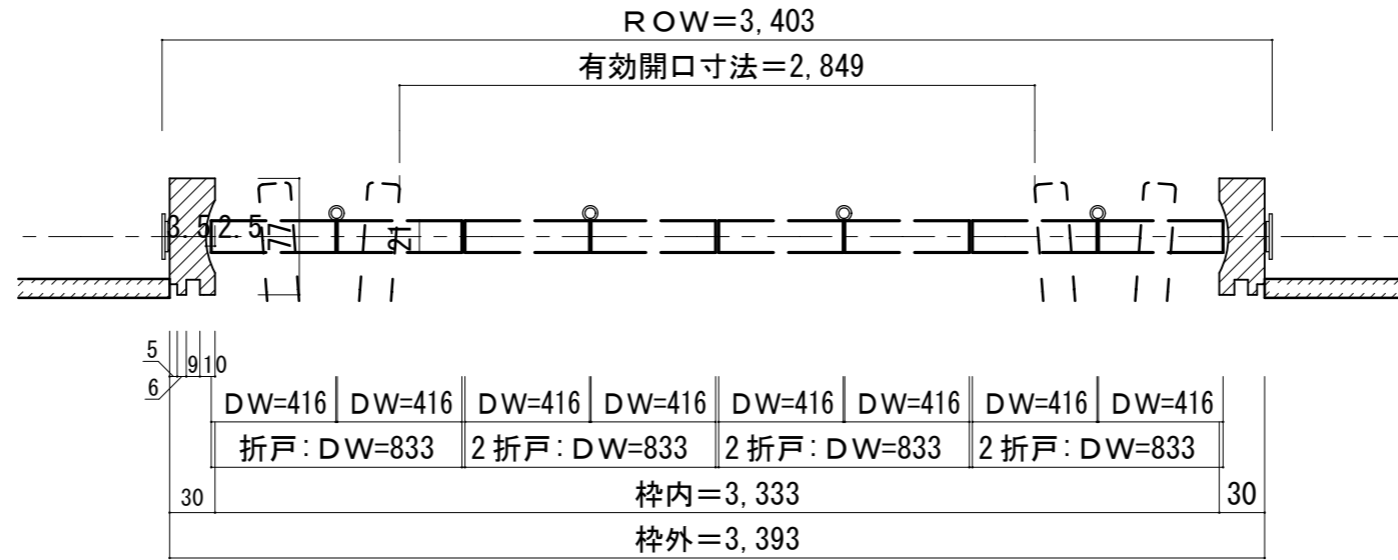 ROW=3,403
有効開口寸法=2,849
3.5 2.5 77 21
5 9 10
6
DW=416 DW=416 DW=416 DW=416 DW=416 DW=416 DW=416 DW=416
折戸:DW=833 2折戸:DW=833 2折戸:DW=833 2折戸:DW=833
30 枠内=3,333 30
枠外=3,393